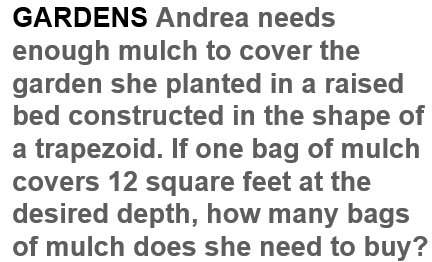 GARDENS Andrea needs
enough mulch to cover the
garden she planted in a raised
bed constructed in the shape of
a trapezoid. If one bag of mulch
covers 12 square feet at the
desired depth, how many bags
of mulch does she need to buy?